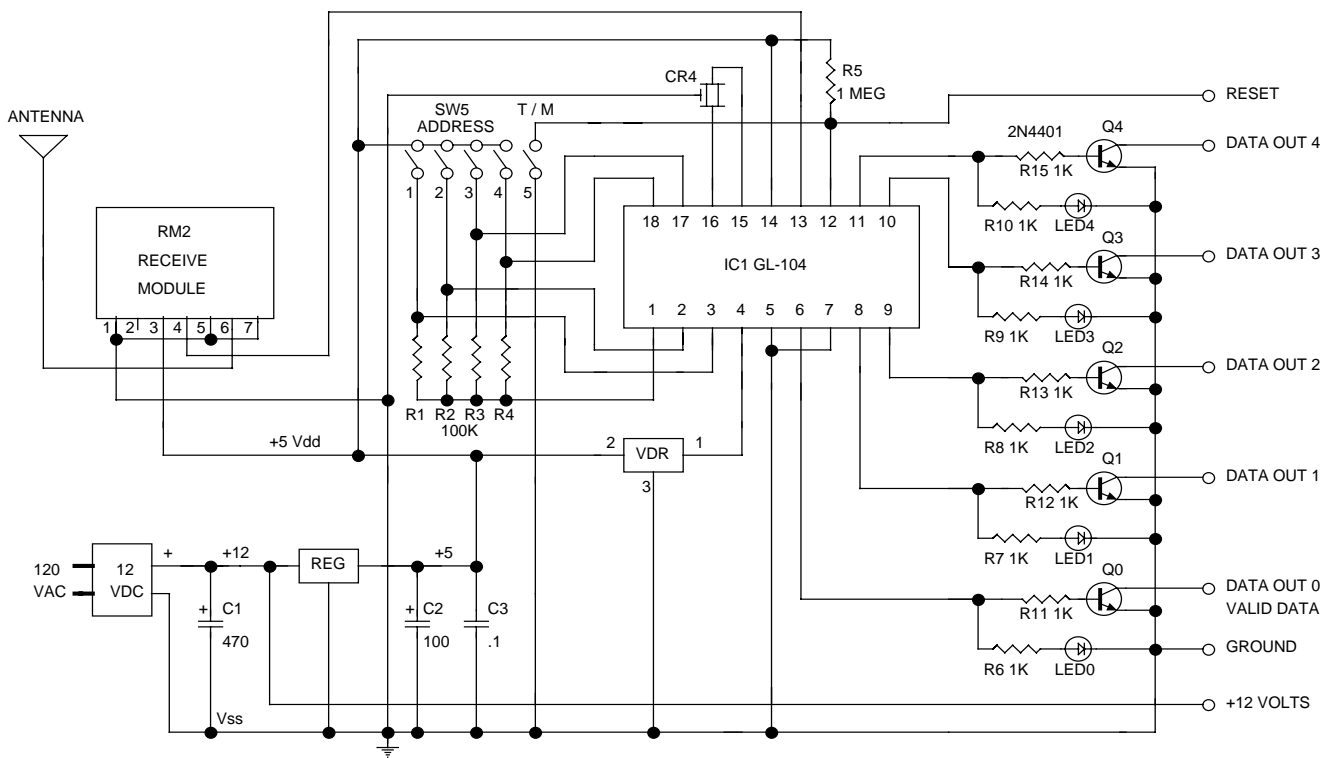 CR4
R5
1 MEG
RESET
ANTENNA
SW5
ADDRESS
T / M
2N4401
Q4
DATA OUT 4
R15 1K
1 2 3 4 5
18 17 16 15 14 13 12 11 10
R10 1K
LED4
RM2
RECEIVE
MODULE
IC1 GL-104
Q3
DATA OUT 3
R14 1K
1 2 3 4 5 6 7
1 2 3 4 5 6 7 8 9
R9 1K
LED3
Q2
DATA OUT 2
R13 1K
R1 R2 R3 R4
100K
+5 Vdd
2
VDR
1
3
R8 1K
LED2
Q1
DATA OUT 1
R12 1K
120
VAC
12
VDC
+
+12
REG
+5
R7 1K
LED1
Q0
DATA OUT 0
VALID DATA
R11 1K
+ C1
470
+ C2
100
C3
.1
R6 1K
LED0
GROUND
+12 VOLTS
Vss